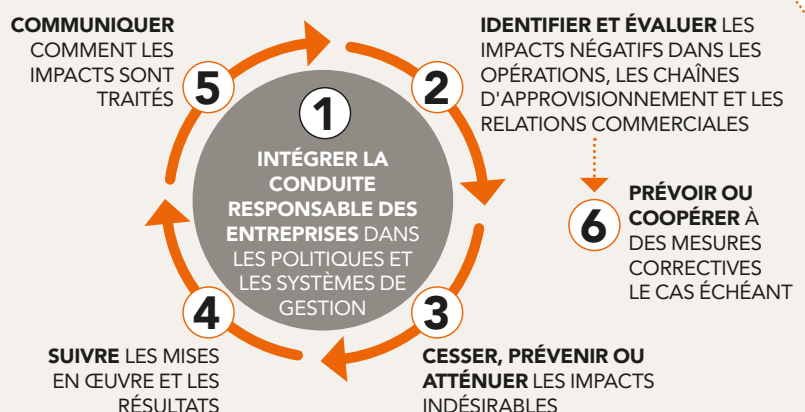 1
INTÉGRER LA
CONDUITE
RESPONSABLE DES
ENTREPRISES DANS
LES POLITIQUES ET
LES SYSTÈMES DE
GESTION
2
IDENTIFIER ET ÉVALUER LES
IMPACTS NÉGATIFS DANS LES
OPÉRATIONS, LES CHAÎNES
D'APPROVISIONNEMENT ET LES
RELATIONS COMMERCIALES
3
CESSER, PRÉVENIR OU
ATTÉNUER LES IMPACTS
INDÉSIRABLES
4
SUIVRE LES MISES
EN ŒUVRE ET LES
RÉSULTATS
5
COMMUNIQUER
COMMENT LES
IMPACTS SONT
TRAITÉS
6
PRÉVOIR OU
COOPÉRER À
DES MESURES
CORRECTIVES
LE CAS ÉCHÉANT